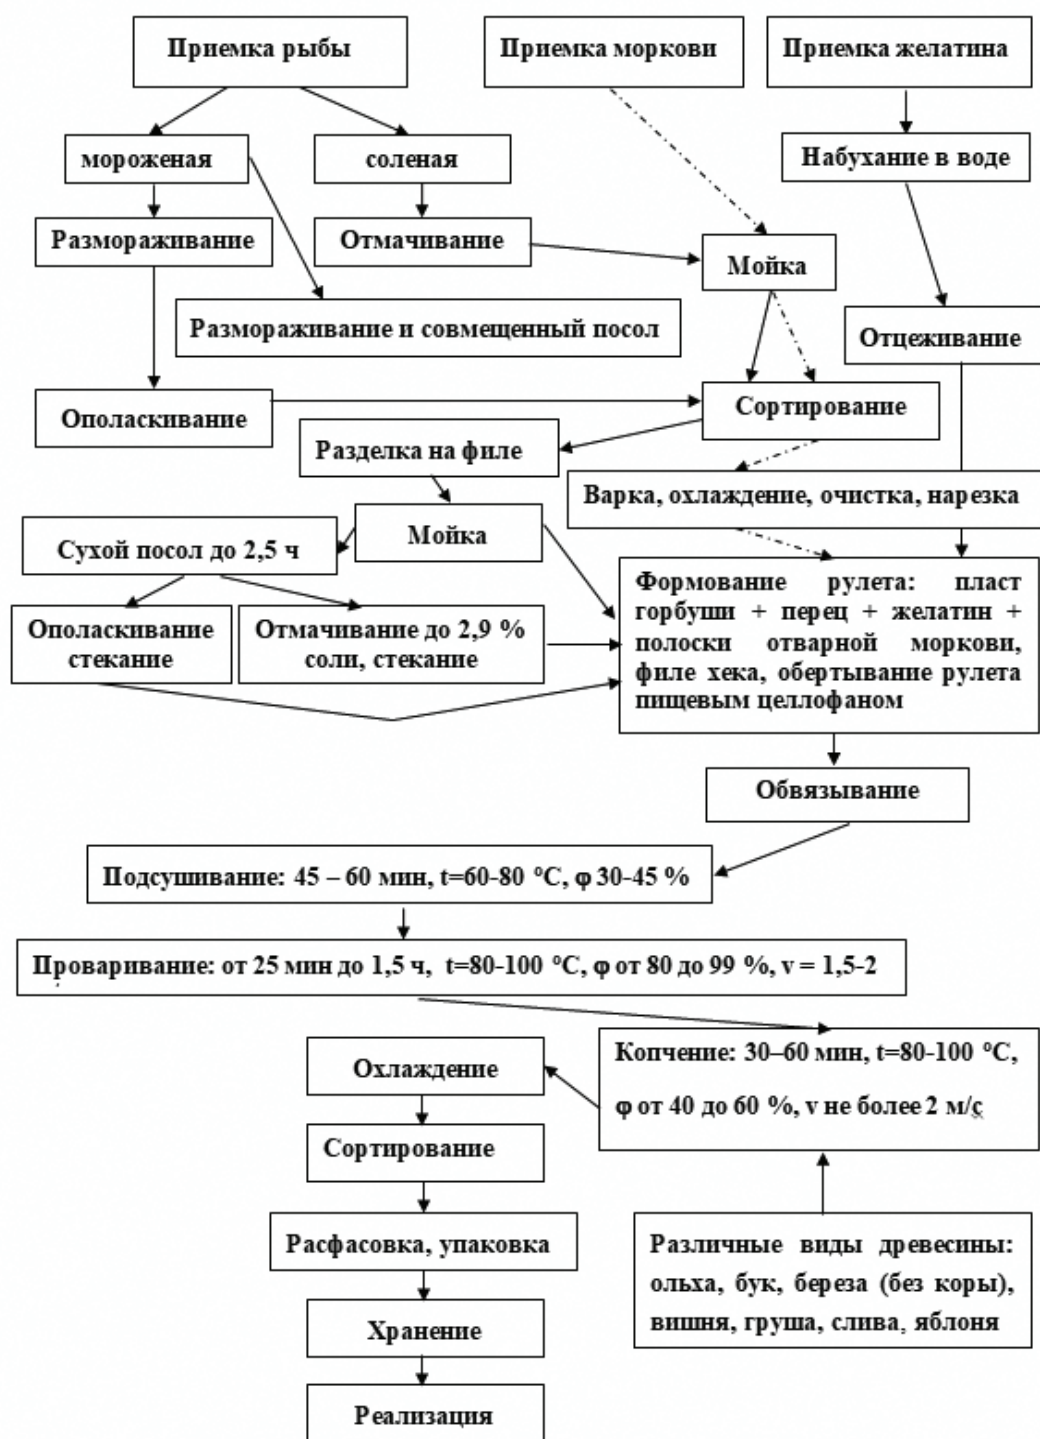 Приемка рыбы
Приемка моркови
Приемка желатина
мороженая
соленая
Набухание в воде
Размораживание
Отмачивание
Мойка
Размораживание и совмещенный посол
Отцеживание
Ополаскивание
Сортирование
Разделка на филе
Варка, охлаждение, очистка, нарезка
Мойка
Сухой посол до 2,5 ч
Формование рулета: пласт
горбуши + перец + желатин +
полоски отварной моркови,
филе хека, обертывание рулета
пищевым целлофаном
Ополаскивание
стекание
Отмачивание до 2,9 %
соли, стекание
Обвязывание
Подсушивание: 45 – 60 мин, t=60-80 °C, φ 30-45 %
Проваривание: от 25 мин до 1,5 ч, t=80-100 °C, φ от 80 до 99 %, v = 1,5-2
Копчение: 30–60 мин, t=80-100 °C,
φ от 40 до 60 %, v не более 2 м/с
Охлаждение
Сортирование
Расфасовка, упаковка
Различные виды древесины:
ольха, бук, береза (без коры),
вишня, груша, слива, яблоня
Хранение
Реализация